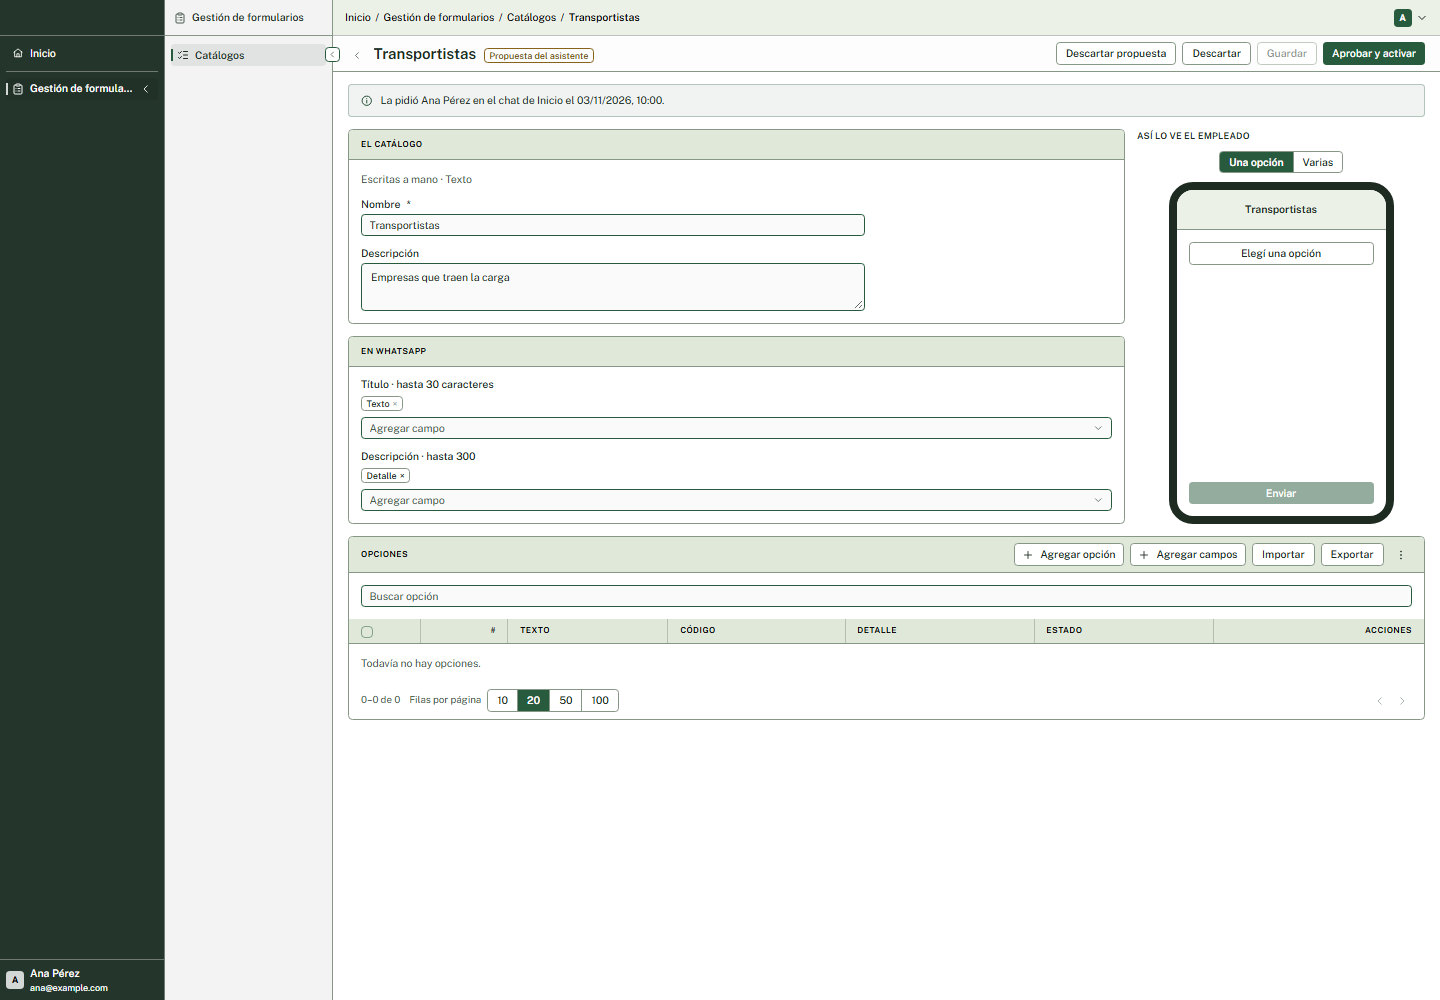 Gestión de formularios
Inicio / Gestión de formularios / Catálogos / Transportistas
A
Inicio
Gestión de formula...
Catálogos
Transportistas
Propuesta del asistente
Descartar propuesta
Descartar
Guardar
Aprobar y activar
La pidió Ana Pérez en el chat de Inicio el 03/11/2026, 10:00.
EL CATÁLOGO
Escritas a mano · Texto
Nombre *
Transportistas
Descripción
Empresas que traen la carga
ASÍ LO VE EL EMPLEADO
Una opción
Varias
Transportistas
Elegí una opción
Enviar
EN WHATSAPP
Título · hasta 30 caracteres
Texto ×
Agregar campo
Descripción · hasta 300
Detalle ×
Agregar campo
OPCIONES
+ Agregar opción
+ Agregar campos
Importar
Exportar
Buscar opción
# TEXTO CÓDIGO DETALLE ESTADO ACCIONES
Todavía no hay opciones.
0–0 de 0 Filas por página 10 20 50 100
A
Ana Pérez
ana@example.com